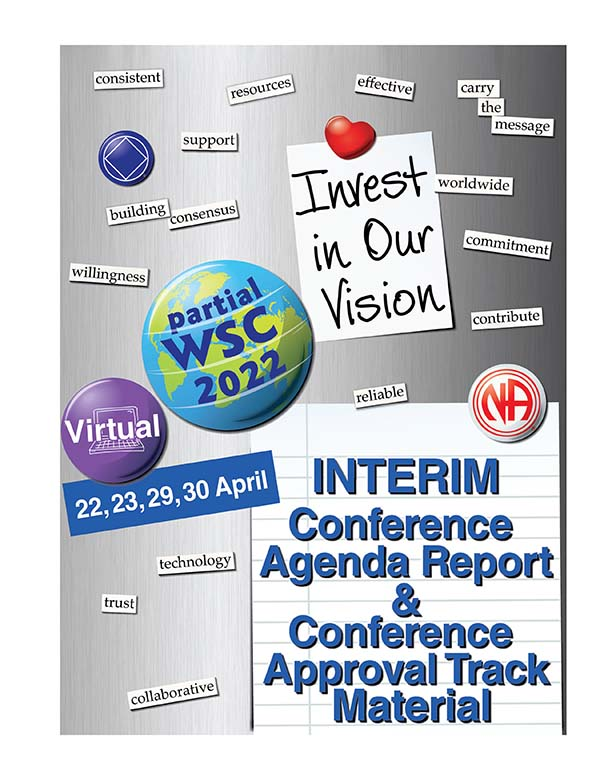 consistent
resources
effective
carry
the
message
support
Invest
in Our
Vision
worldwide
building
consensus
commitment
willingness
partial
WSC
2022
contribute
reliable
NA
Virtual
22, 23, 29, 30 April
INTERIM
Conference
Agenda Report
&
Conference
Approval Track
Material
technology
trust
collaborative